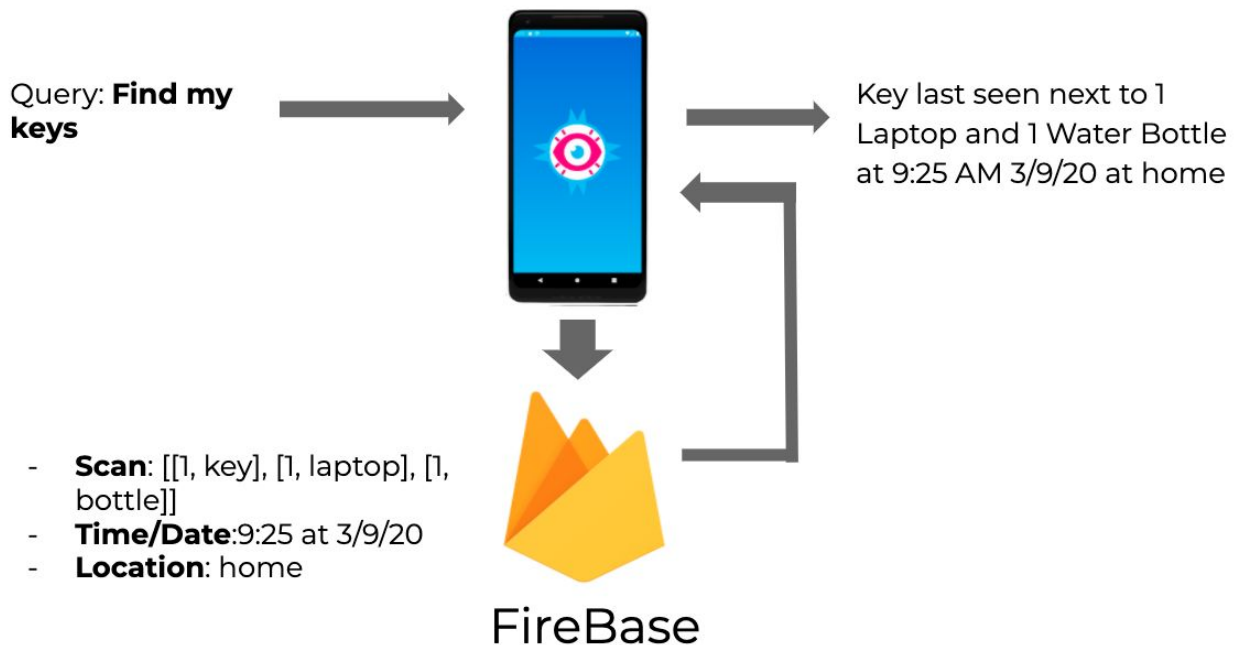 Query: Find my
keys
Key last seen next to 1
Laptop and 1 Water Bottle
at 9:25 AM 3/9/20 at home
- Scan: [[1, key], [1, laptop], [1,
bottle]]
- Time/Date:9:25 at 3/9/20
- Location: home
FireBase